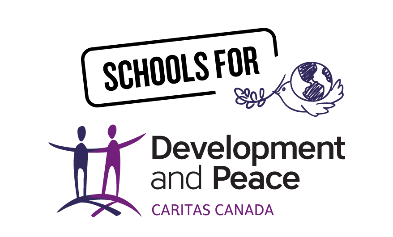 SCHOOLS FOR
Development
and Peace
CARITAS CANADA